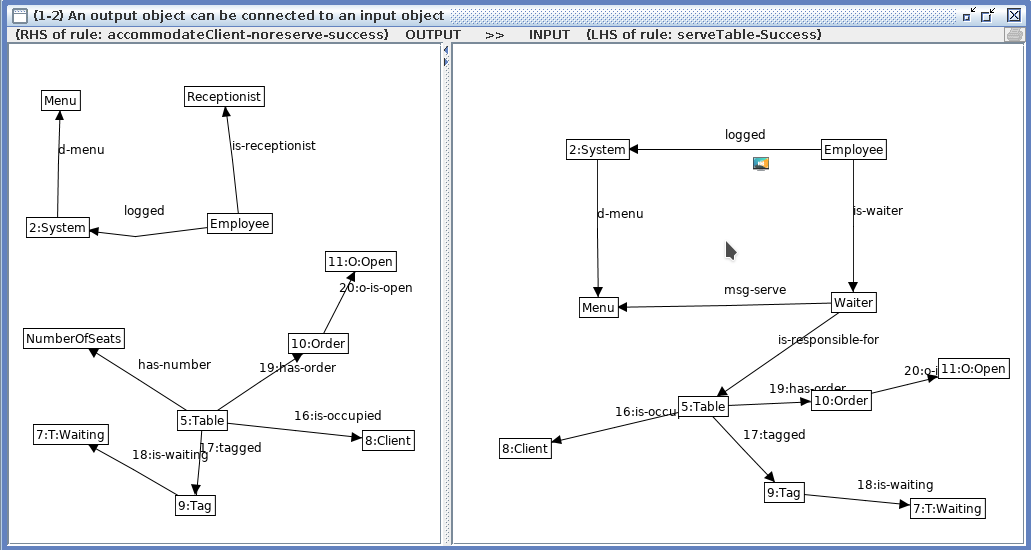 (1-2) An output object can be connected to an input object
(RHS of rule: accommodateClient-noreserve-success) OUTPUT >> INPUT (LHS of rule: serveTable-Success)
Menu
Receptionist
d-menu
is-receptionist
logged
2:System
Employee
11:O:Open
20:o-is-open
NumberOfSeats
10:Order
has-number
19:has-order
5:Table
16:is-occupied
7:T:Waiting
8:Client
17:tagged
18:is-waiting
9:Tag
logged
2:System
Employee
d-menu
is-waiter
msg-serve
Menu
Waiter
is-responsible-for
20:o-i
11:O:Open
19:has-order
10:Order
5:Table
16:is-occu
17:tagged
8:Client
18:is-waiting
9:Tag
7:T:Waiting